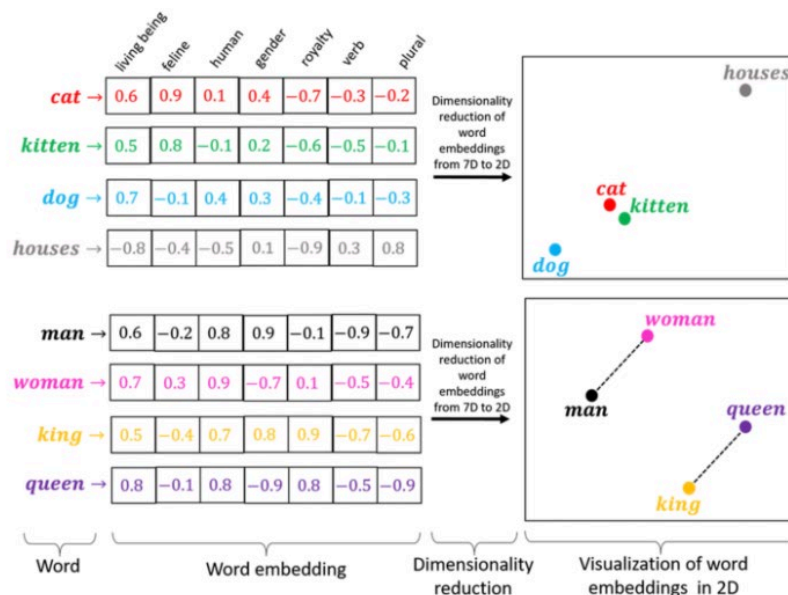 living being feline human gender royalty verb plural
cat → 0.6 0.9 0.1 0.4 −0.7 −0.3 −0.2
kitten → 0.5 0.8 −0.1 0.2 −0.6 −0.5 −0.1
dog → 0.7 −0.1 0.4 0.3 −0.4 −0.1 −0.3
houses → −0.8 −0.4 −0.5 0.1 −0.9 0.3 0.8
Dimensionality
reduction of
word
embeddings
from 7D to 2D
houses
cat
kitten
dog
man → 0.6 −0.2 0.8 0.9 −0.1 −0.9 −0.7
woman → 0.7 0.3 0.9 −0.7 0.1 −0.5 −0.4
king → 0.5 −0.4 0.7 0.8 0.9 −0.7 −0.6
queen → 0.8 −0.1 0.8 −0.9 0.8 −0.5 −0.9
Dimensionality
reduction of
word
embeddings
from 7D to 2D
woman
man
queen
king
Word
Word embedding
Dimensionality
reduction
Visualization of word
embeddings in 2D